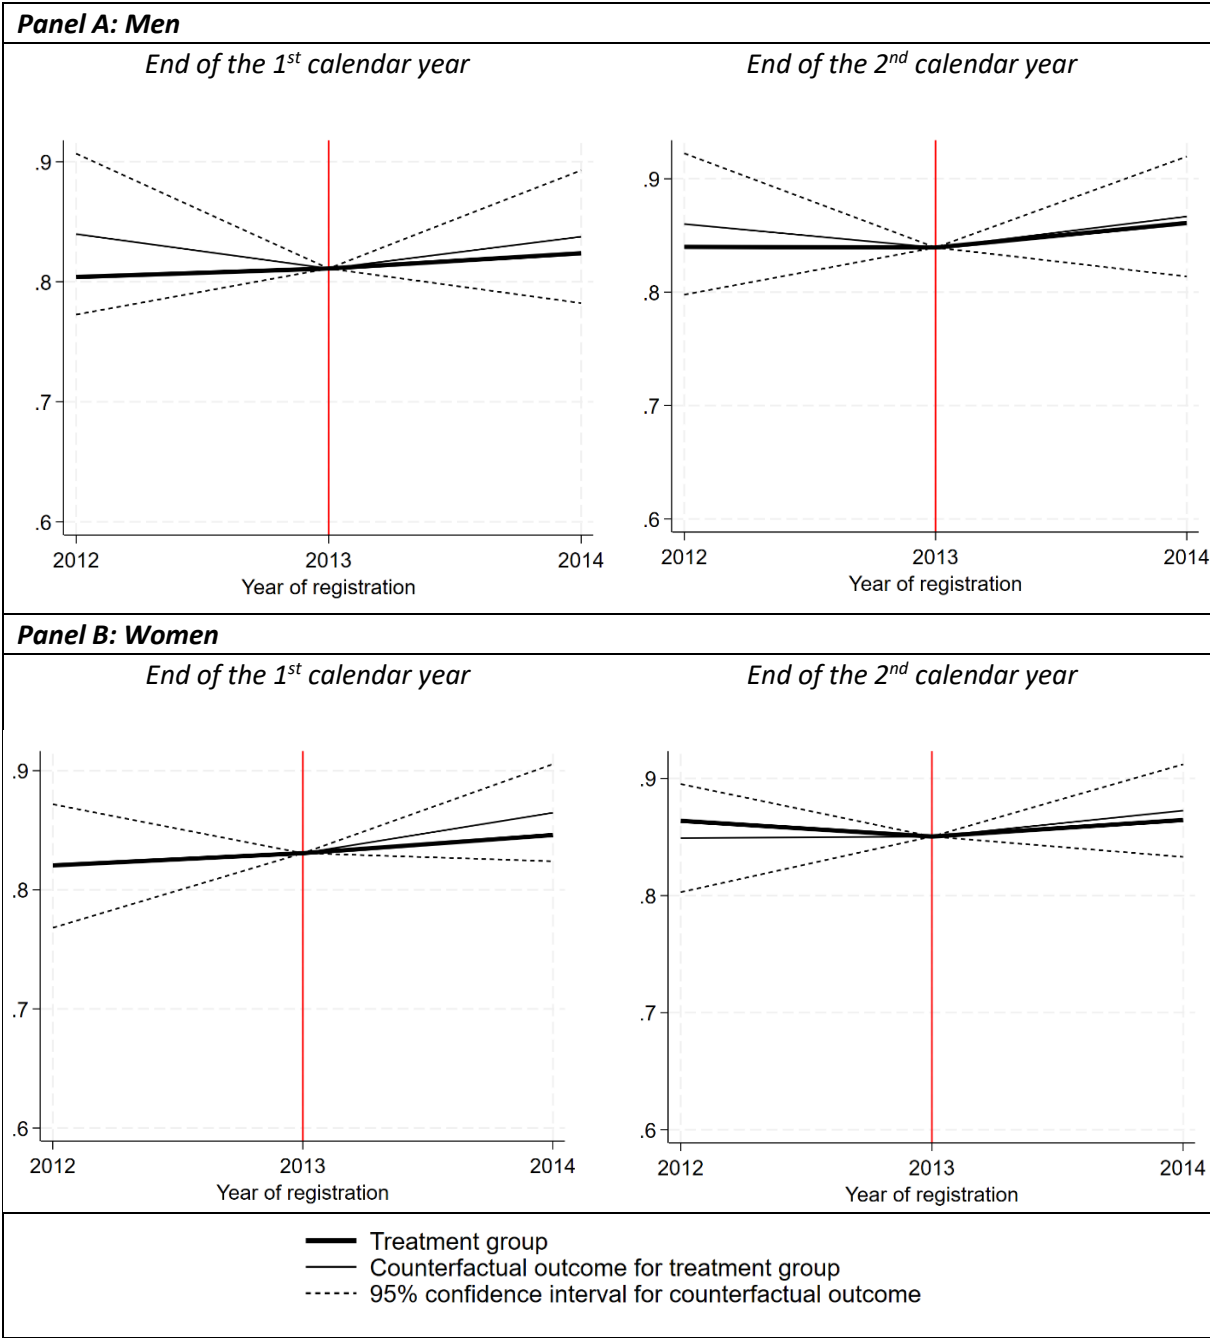 Panel A: Men
End of the 1st calendar year
End of the 2nd calendar year
.9
.8
.7
.6
2012
2013
2014
Year of registration
.9
.8
.7
.6
2012
2013
2014
Year of registration
Panel B: Women
End of the 1st calendar year
End of the 2nd calendar year
.9
.8
.7
.6
2012
2013
2014
Year of registration
.9
.8
.7
.6
2012
2013
2014
Year of registration
Treatment group
Counterfactual outcome for treatment group
95% confidence interval for counterfactual outcome